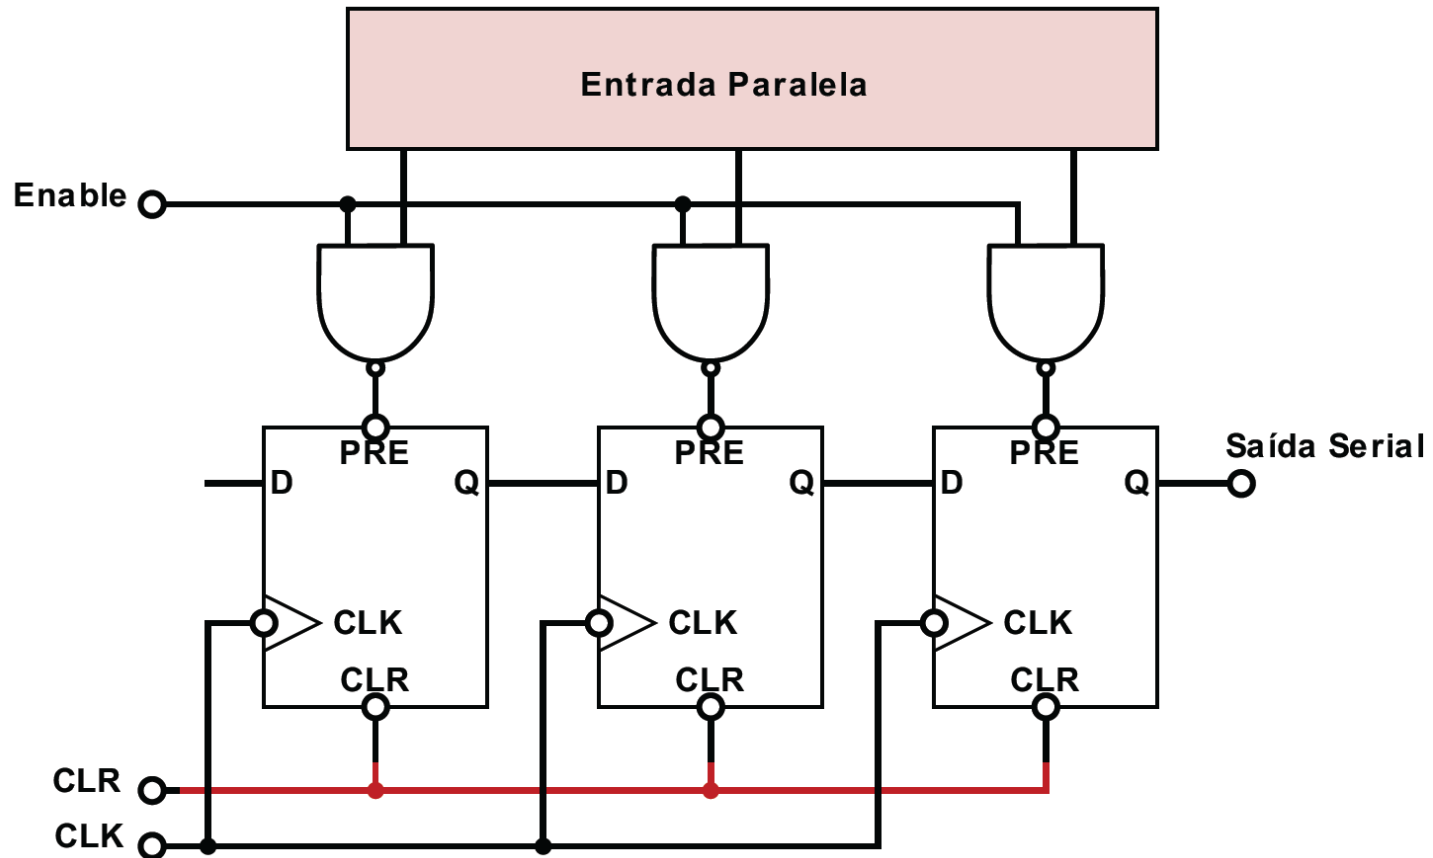 Entrada Paralela
Enable
PRE
PRE
PRE
Saída Serial
D
Q
D
Q
D
Q
CLK
CLK
CLK
CLR
CLR
CLR
CLR
CLK